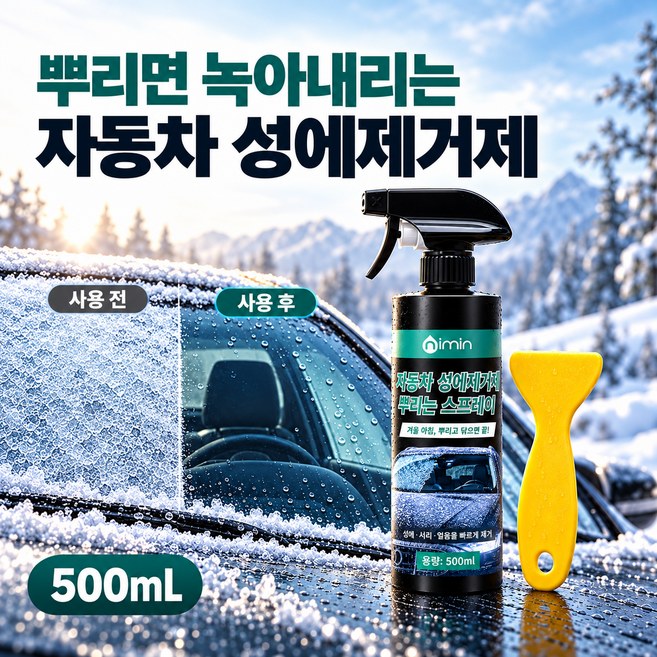 뿌리면 녹아내리는
자동차 성에제거제
사용 전
사용 후
nimin
자동차 성에제거제
뿌리는 스프레이
겨울 아침, 뿌리고 닦으면 끝!
성에·서리·얼음을 빠르게 제거
용량: 500ml
500mL